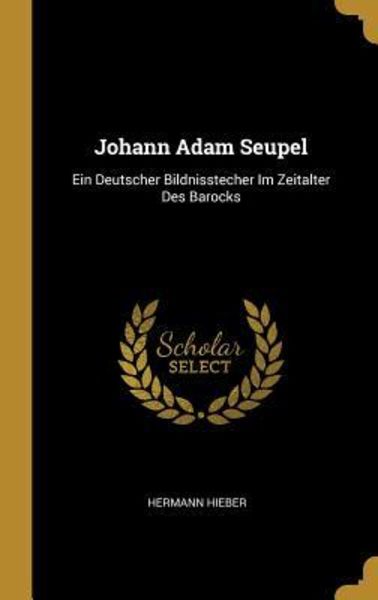 Johann Adam Seupel
Ein Deutscher Bildnisstecher Im Zeitalter
Des Barocks
Scholar
SELECT
HERMANN HIEBER